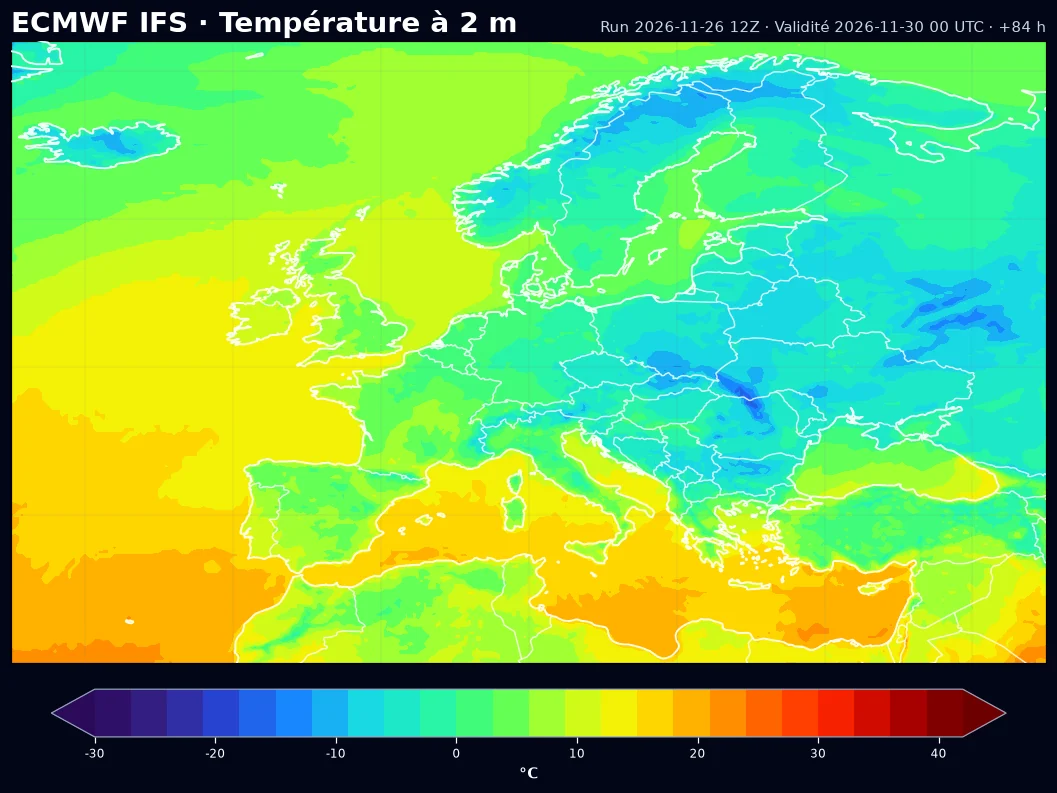 ECMWF IFS · Température à 2 m
Run 2026-11-26 12Z · Validité 2026-11-30 00 UTC · +84 h
-30 -20 -10 0 10 20 30 40
°C